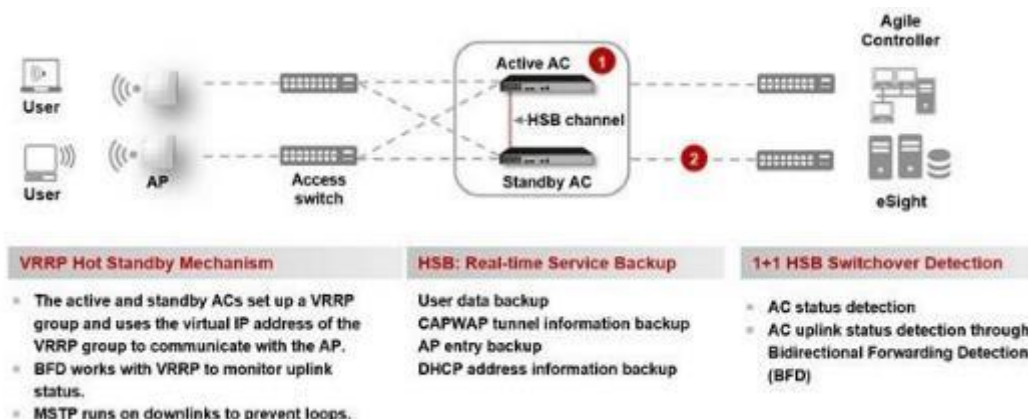 Agile
Controller
Active AC
1
User
HSB channel
2
User
AP
Access
switch
Standby AC
eSight
VRRP Hot Standby Mechanism
The active and standby ACs set up a VRRP
group and uses the virtual IP address of the
VRRP group to communicate with the AP.
BFD works with VRRP to monitor uplink
status.
MSTP runs on downlinks to prevent loops.
HSB: Real-time Service Backup
User data backup
CAPWAP tunnel information backup
AP entry backup
DHCP address information backup
1+1 HSB Switchover Detection
AC status detection
AC uplink status detection through
Bidirectional Forwarding Detection
(BFD)